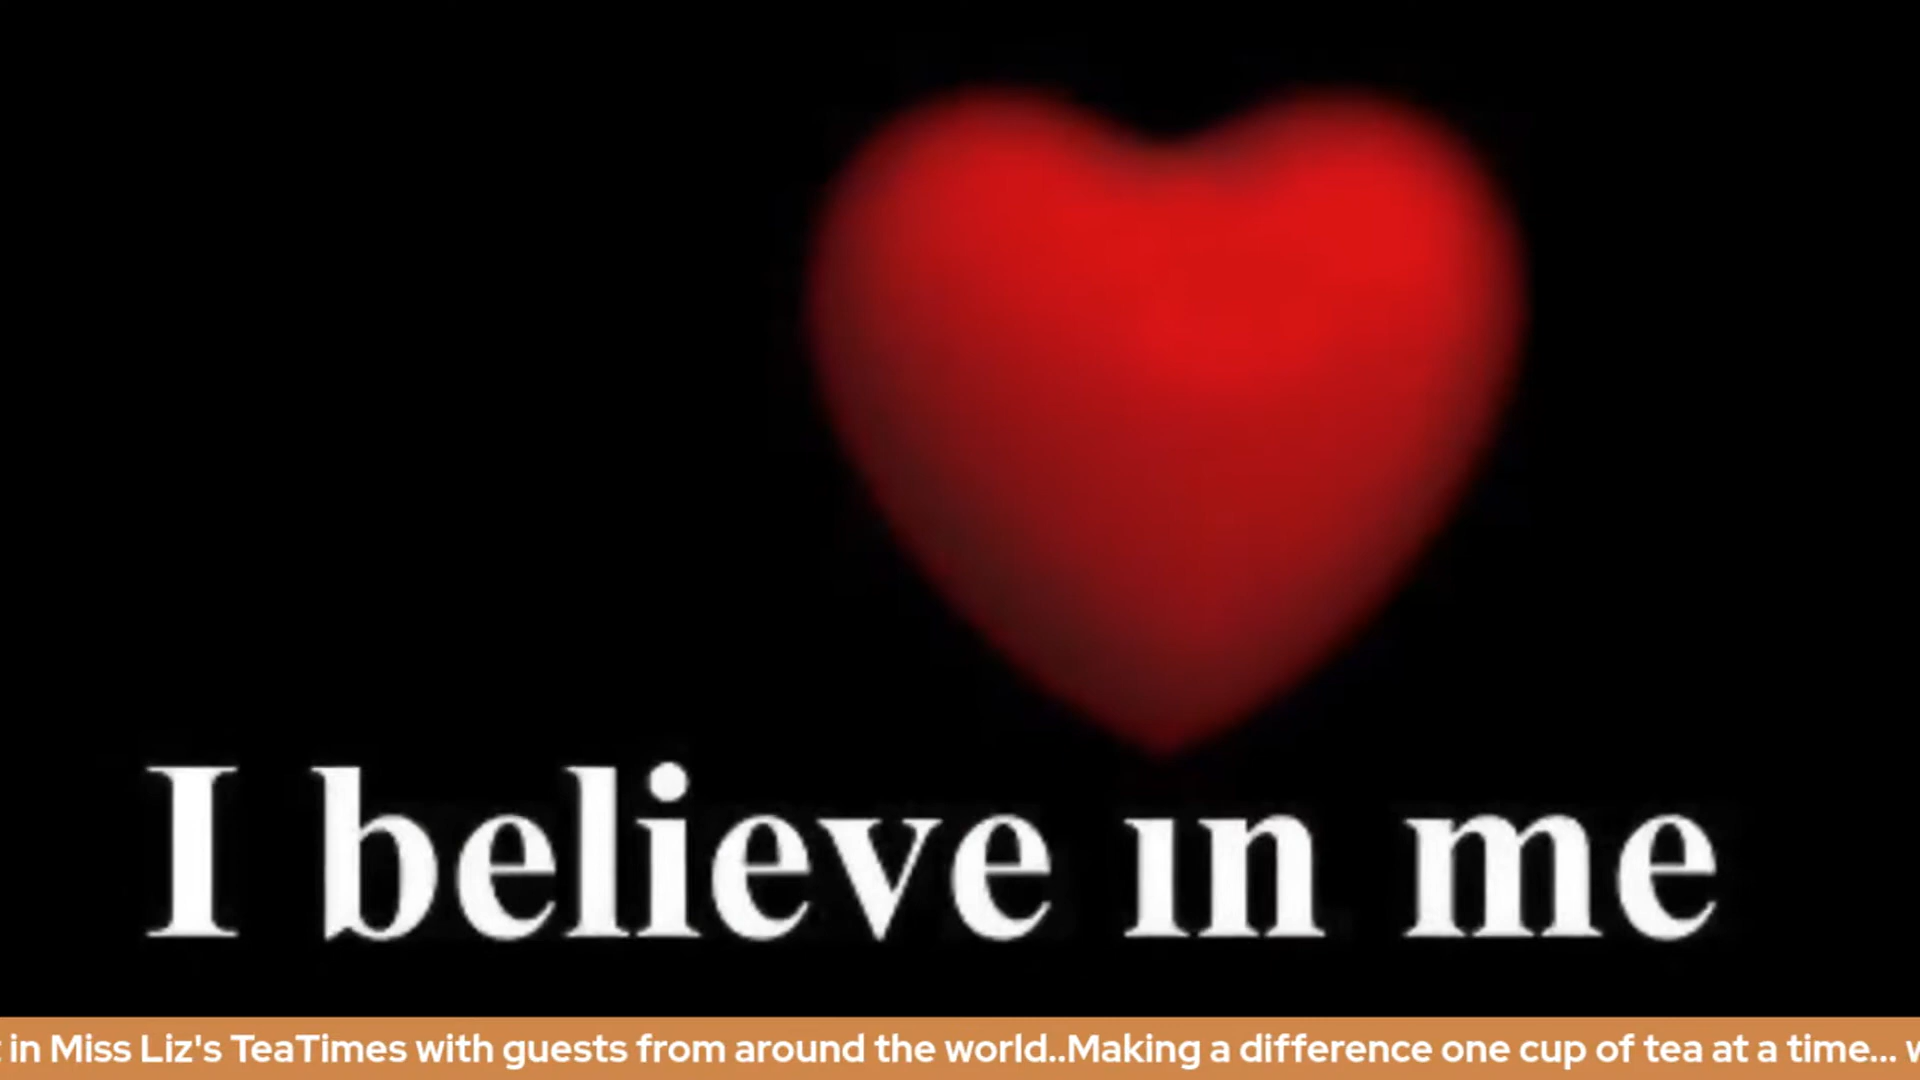 I believe in me
in Miss Liz's TeaTimes with guests from around the world..Making a difference one cup of tea at a time...